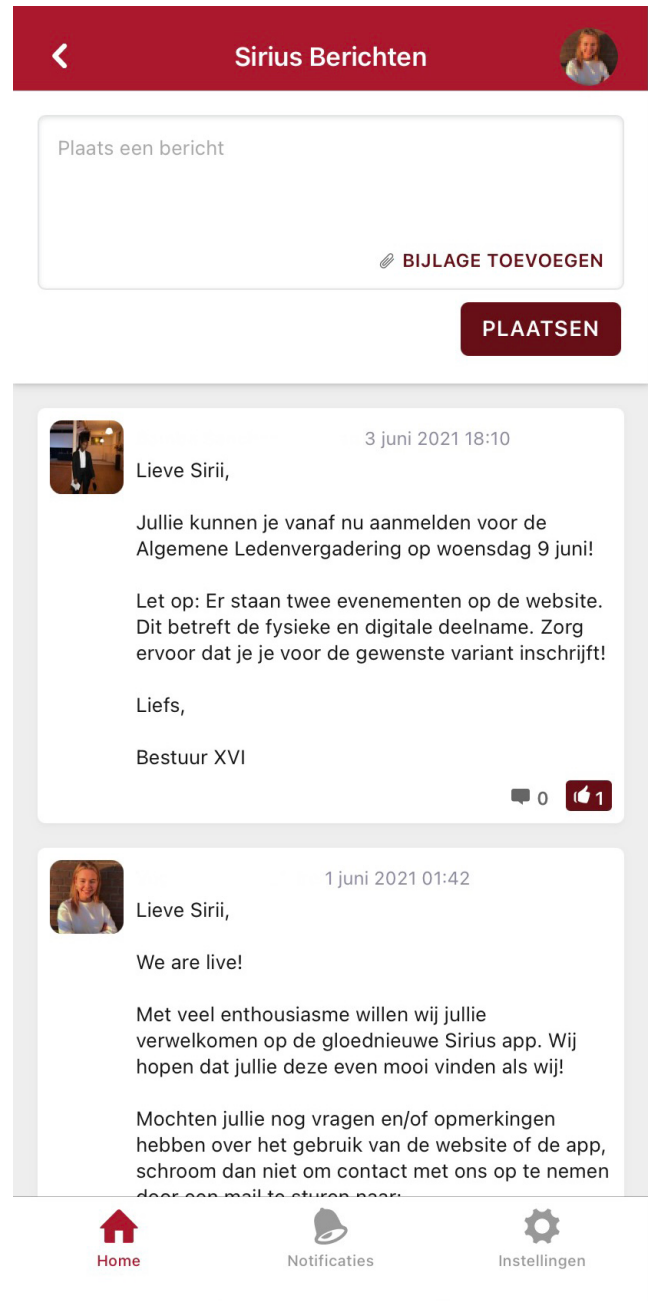 Sirius Berichten
Plaats een bericht
BIJLAGE TOEVOEGEN
PLAATSEN
3 juni 2021 18:10
Lieve Sirii,
Jullie kunnen je vanaf nu aanmelden voor de
Algemene Ledenvergadering op woensdag 9 juni!
Let op: Er staan twee evenementen op de website.
Dit betreft de fysieke en digitale deelname. Zorg
ervoor dat je je voor de gewenste variant inschrijft!
Liefs,
Bestuur XVI
0 1
1 juni 2021 01:42
Lieve Sirii,
We are live!
Met veel enthousiasme willen wij jullie
verwelkomen op de gloednieuwe Sirius app. Wij
hopen dat jullie deze even mooi vinden als wij!
Mochten jullie nog vragen en/of opmerkingen
hebben over het gebruik van de website of de app,
schroom dan niet om contact met ons op te nemen
door een mail te sturen naar:
Home Notificaties Instellingen